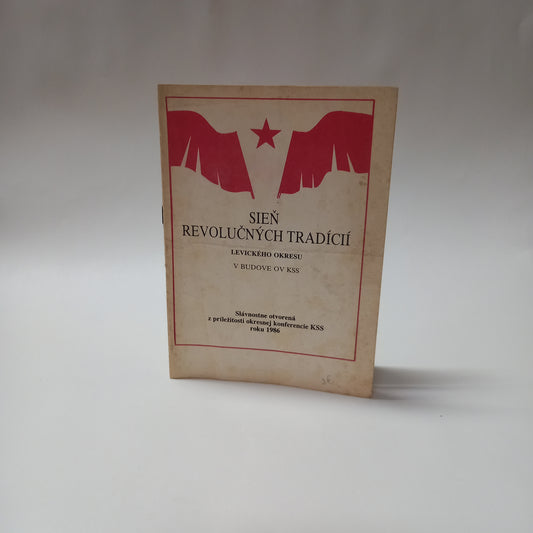 SIEŇ
REVOLUČNÝCH TRADÍCIÍ
LEVICKÉHO OKRESU
V BUDOVE OV KSS
Slávnostne otvorená
z príležitosti okresnej konferencie KSS
roku 1986